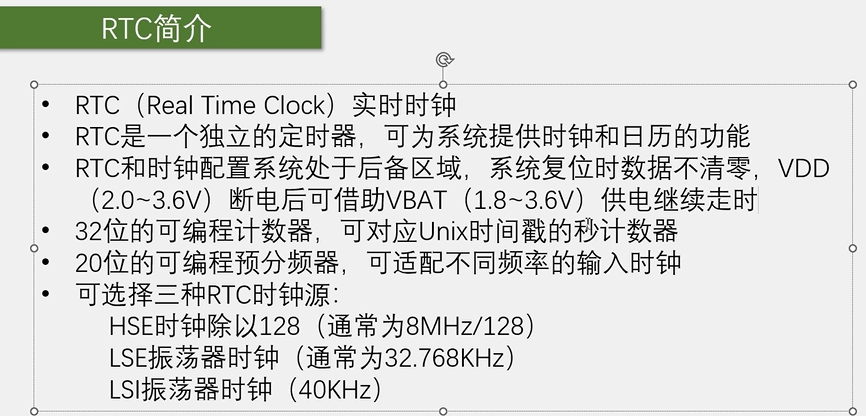 RTC简介
• RTC（Real Time Clock）实时时钟
• RTC是一个独立的定时器，可为系统提供时钟和日历的功能
• RTC和时钟配置系统处于后备区域，系统复位时数据不清零，VDD
（2.0~3.6V）断电后可借助VBAT（1.8~3.6V）供电继续走时
• 32位的可编程计数器，可对应Unix时间戳的秒计数器
• 20位的可编程预分频器，可适配不同频率的输入时钟
• 可选择三种RTC时钟源：
HSE时钟除以128（通常为8MHz/128）
LSE振荡器时钟（通常为32.768KHz）
LSI振荡器时钟（40KHz）